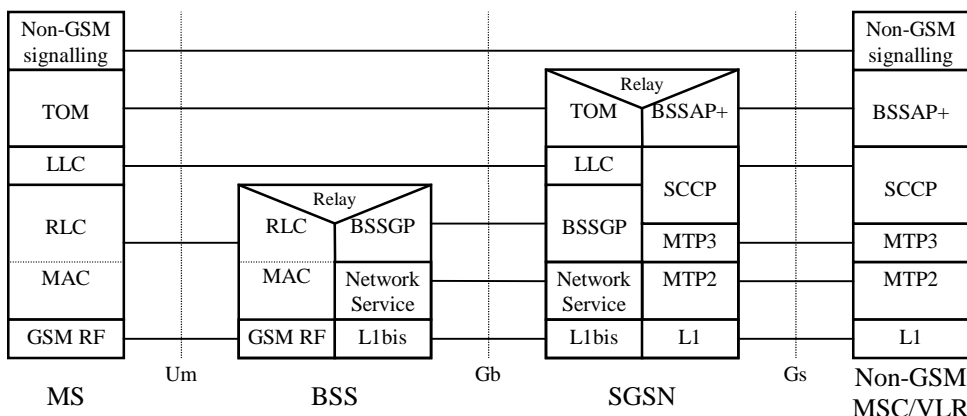 Non-GSM
signalling
TOM
LLC
RLC
MAC
GSM RF
MS
Um
Relay
RLC
BSSGP
MAC
Network
Service
GSM RF
L1bis
BSS
Gb
Relay
TOM
BSSAP+
LLC
SCCP
BSSGP
MTP3
Network
Service
MTP2
L1bis
L1
SGSN
Gs
Non-GSM
signalling
BSSAP+
SCCP
MTP3
MTP2
L1
Non-GSM
MSC/VLR